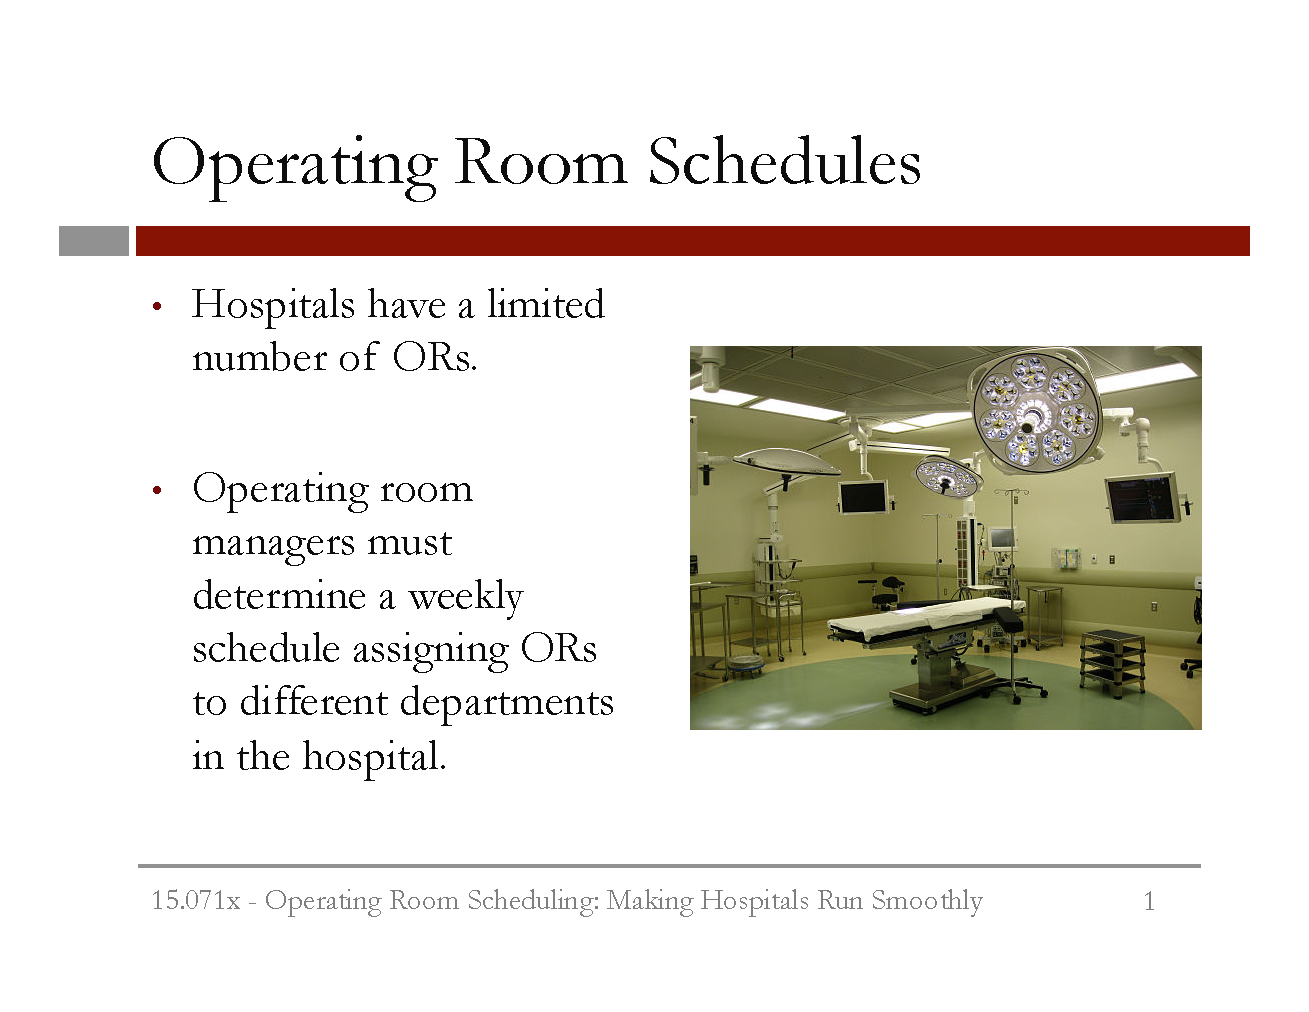 Operating Room Schedules
• Hospitals have a limited
number of ORs.
• Operating room
managers must
determine a weekly
schedule assigning ORs
to different departments
in the hospital.
15.071x - Operating Room Scheduling: Making Hospitals Run Smoothly 1